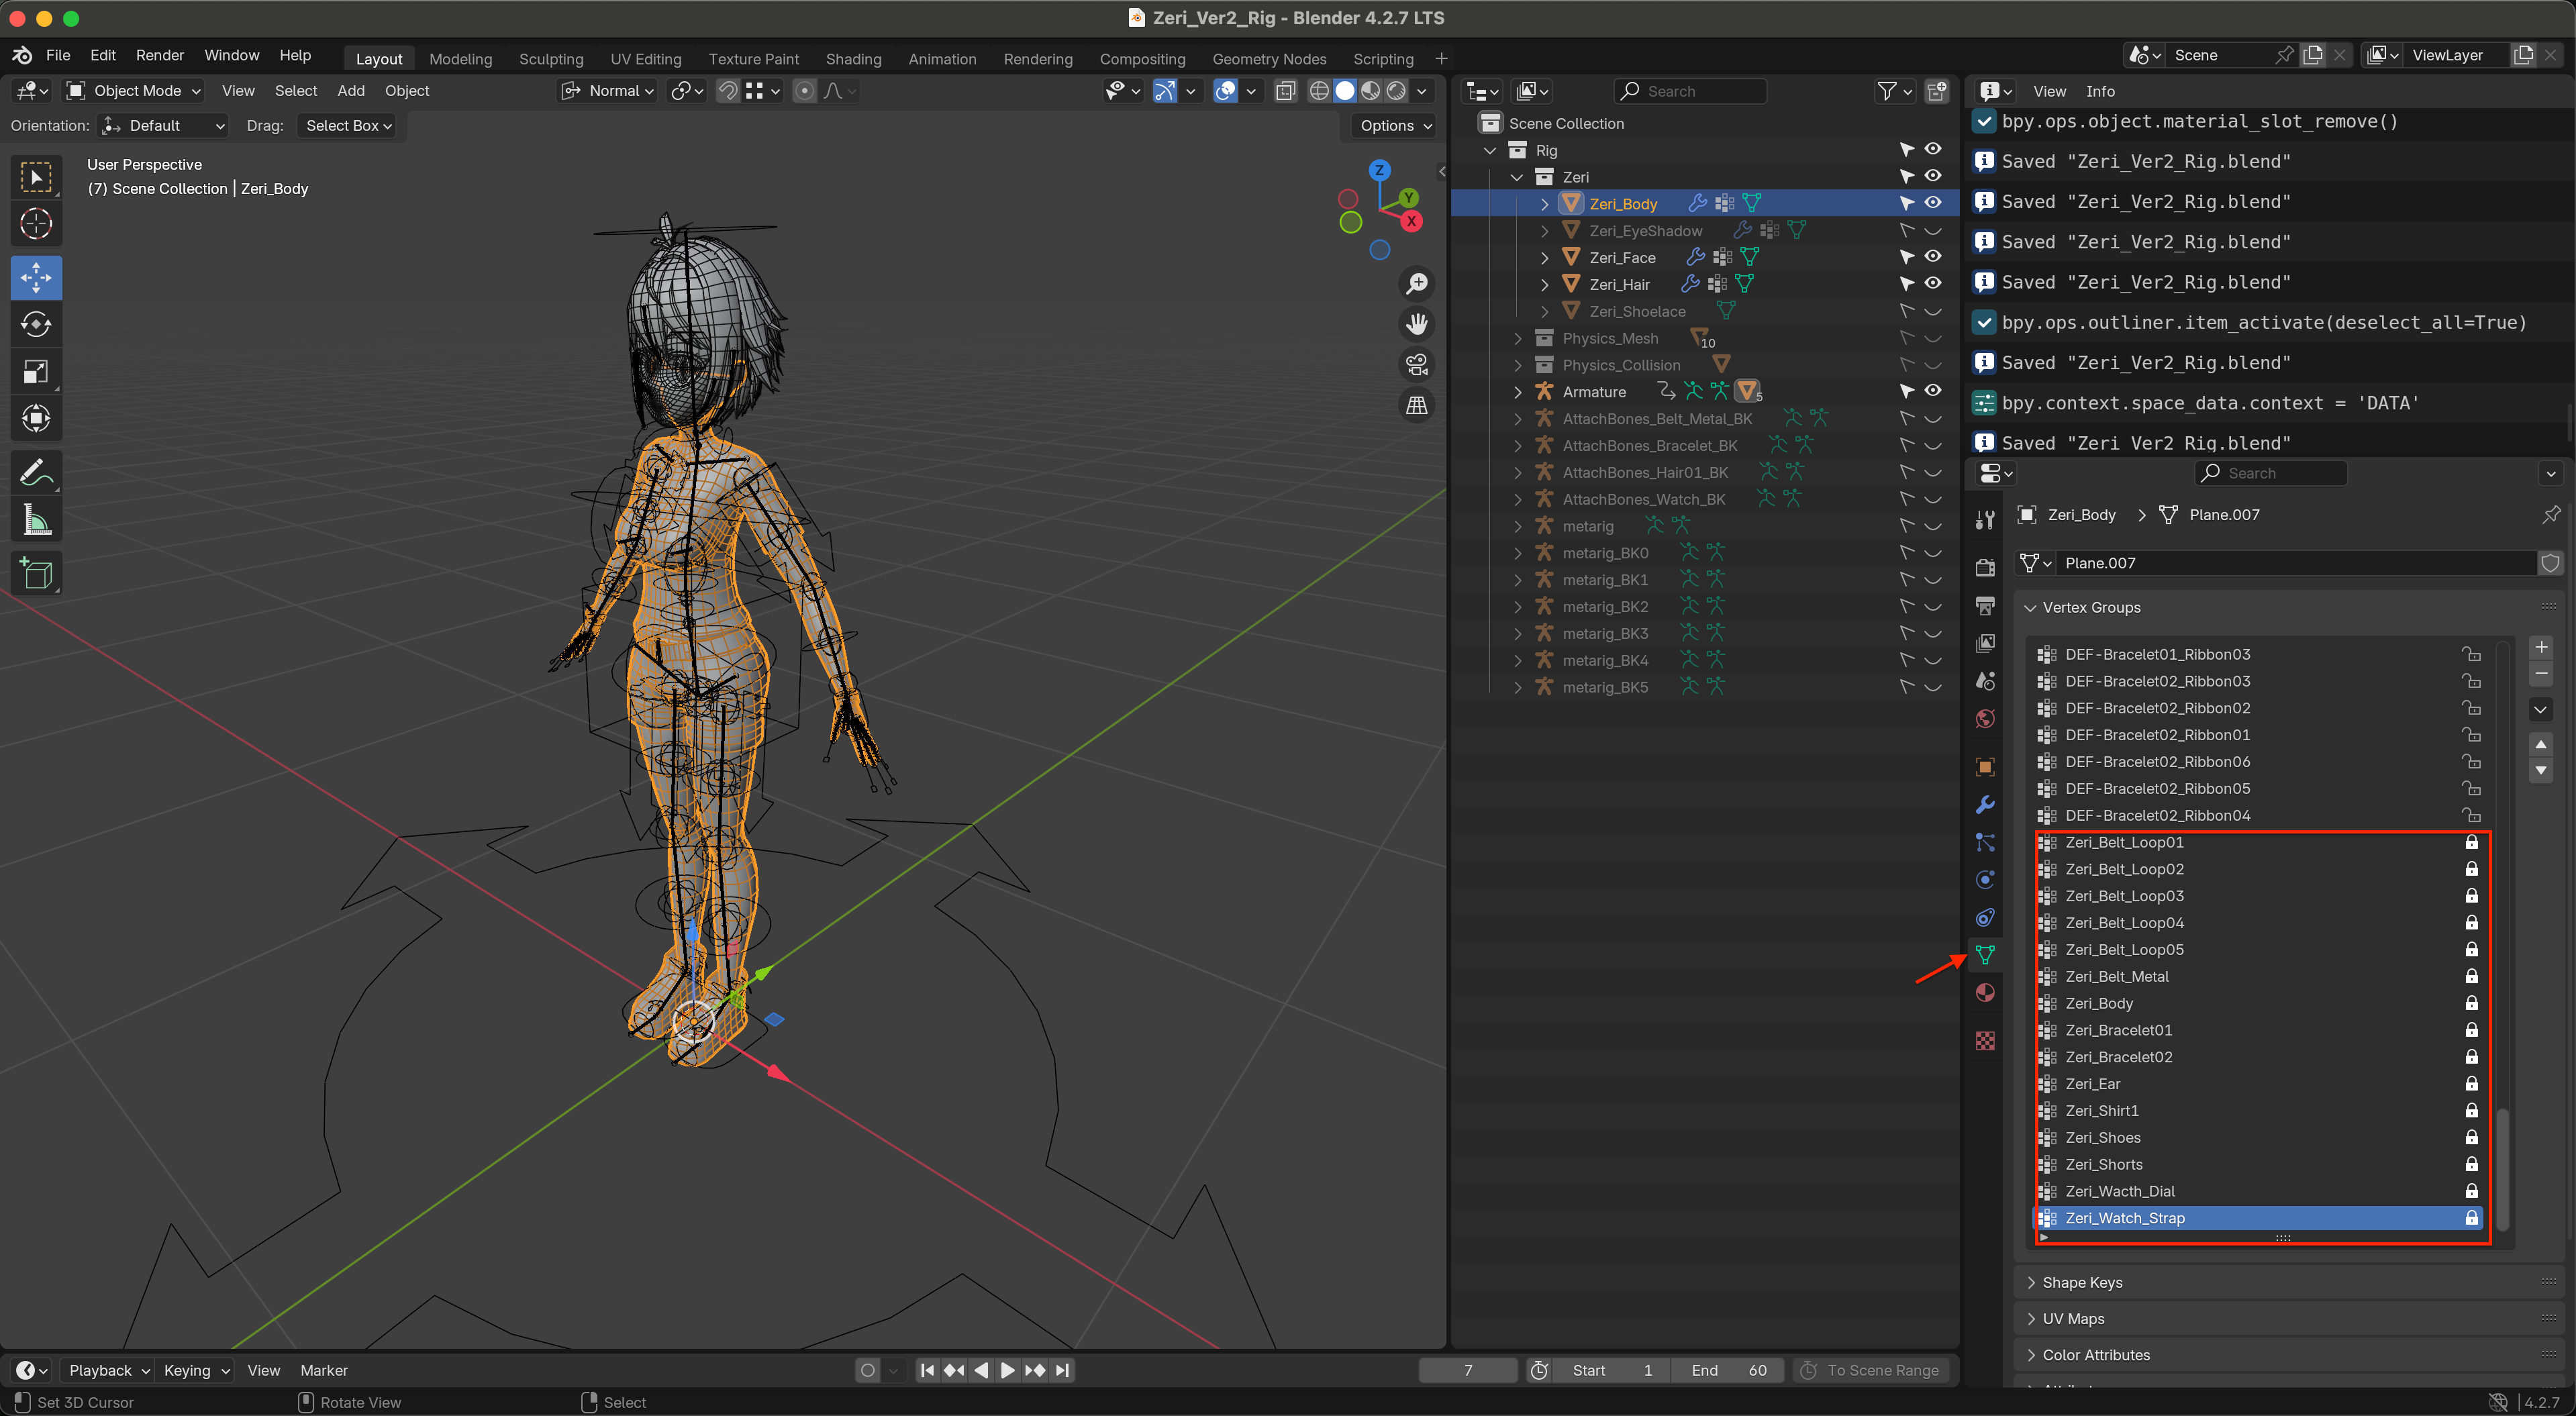 Zeri_Ver2_Rig - Blender 4.2.7 LTS
File Edit Render Window Help Layout Modeling Sculpting UV Editing Texture Paint Shading Animation Rendering Compositing Geometry Nodes Scripting + Scene ViewLayer
Object Mode View Select Add Object Normal Options
Orientation: Default Drag: Select Box
User Perspective
(7) Scene Collection | Zeri_Body
Z
Y
X
Search
Scene Collection
Rig
Zeri
Zeri_Body
Zeri_EyeShadow
Zeri_Face
Zeri_Hair
Zeri_Shoelace
Physics_Mesh 10
Physics_Collision
Armature 5
AttachBones_Belt_Metal_BK
AttachBones_Bracelet_BK
AttachBones_Hair01_BK
AttachBones_Watch_BK
metarig
metarig_BK0
metarig_BK1
metarig_BK2
metarig_BK3
metarig_BK4
metarig_BK5
View Info
bpy.ops.object.material_slot_remove()
Saved "Zeri_Ver2_Rig.blend"
Saved "Zeri_Ver2_Rig.blend"
Saved "Zeri_Ver2_Rig.blend"
Saved "Zeri_Ver2_Rig.blend"
bpy.ops.outliner.item_activate(deselect_all=True)
Saved "Zeri_Ver2_Rig.blend"
bpy.context.space_data.context = 'DATA'
Saved "Zeri_Ver2_Rig.blend"
Search
Zeri_Body > Plane.007
Plane.007
Vertex Groups
DEF-Bracelet01_Ribbon03
DEF-Bracelet02_Ribbon03
DEF-Bracelet02_Ribbon02
DEF-Bracelet02_Ribbon01
DEF-Bracelet02_Ribbon06
DEF-Bracelet02_Ribbon05
DEF-Bracelet02_Ribbon04
Zeri_Belt_Loop01
Zeri_Belt_Loop02
Zeri_Belt_Loop03
Zeri_Belt_Loop04
Zeri_Belt_Loop05
Zeri_Belt_Metal
Zeri_Body
Zeri_Bracelet01
Zeri_Bracelet02
Zeri_Ear
Zeri_Shirt1
Zeri_Shoes
Zeri_Shorts
Zeri_Wacth_Dial
Zeri_Watch_Strap
Shape Keys
UV Maps
Color Attributes
Playback Keying View Marker 7 Start 1 End 60 To Scene Range
Set 3D Cursor Rotate View Select 4.2.7